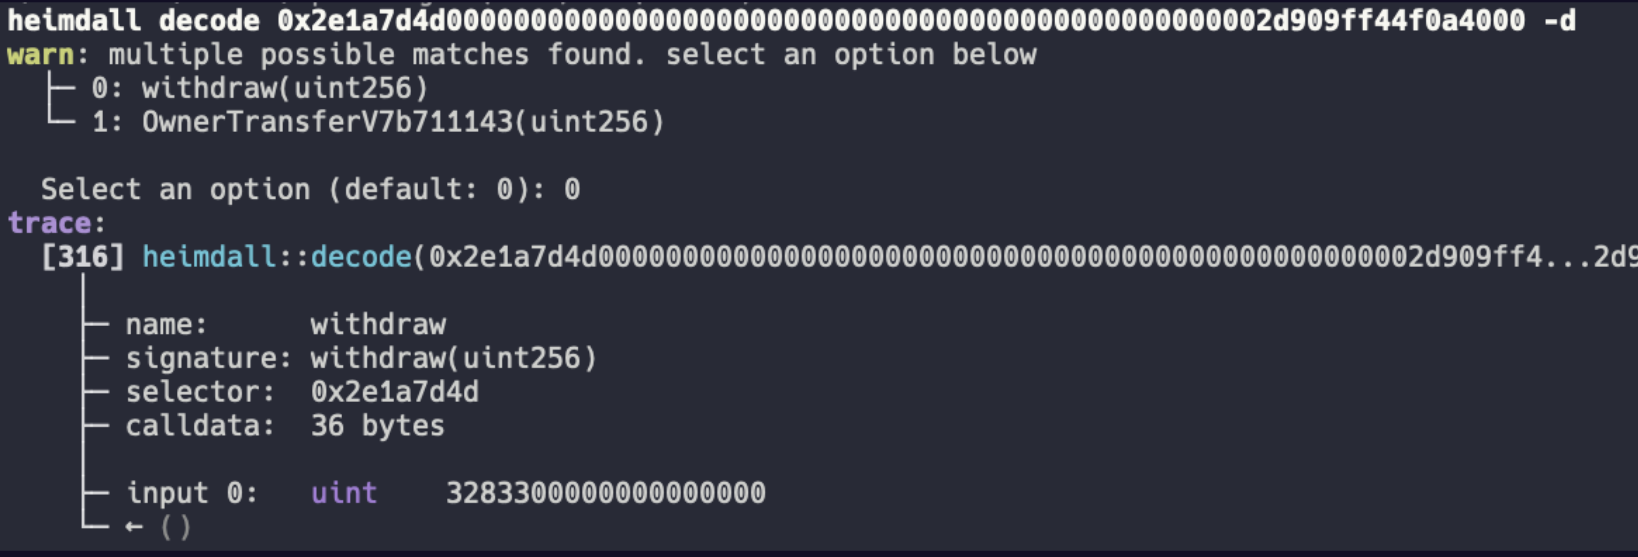 heimdall decode 0x2e1a7d4d0000000000000000000000000000000000000000000000002d909ff44f0a4000 -d
warn: multiple possible matches found. select an option below
├─ 0: withdraw(uint256)
└─ 1: OwnerTransferV7b711143(uint256)
Select an option (default: 0): 0
trace:
[316] heimdall::decode(0x2e1a7d4d0000000000000000000000000000000000000000000000002d909ff4...2d9
├─ name: withdraw
├─ signature: withdraw(uint256)
├─ selector: 0x2e1a7d4d
├─ calldata: 36 bytes
├─ input 0: uint 3283300000000000000
└─ ← ()